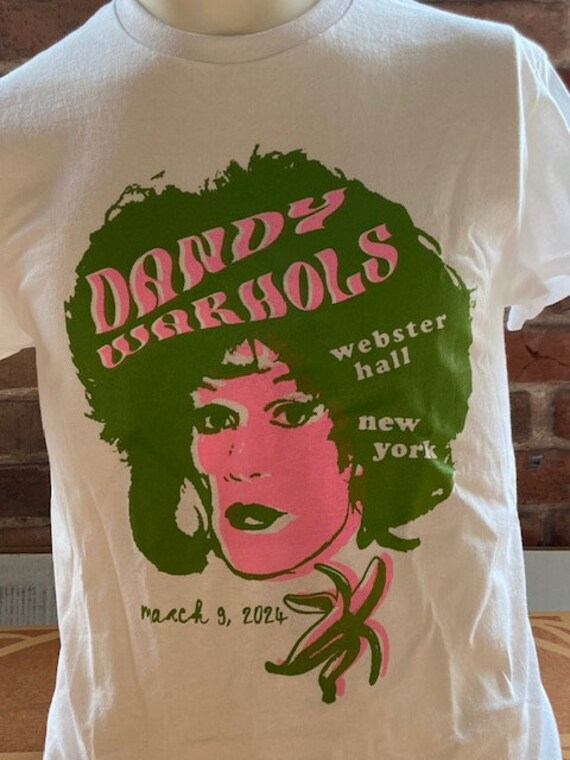 DANDY
WARHOLS
webster
hall
new
york
march 9, 2024